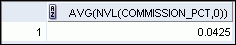 AVG(NVL(COMMISSION_PCT,0))
1 0.0425